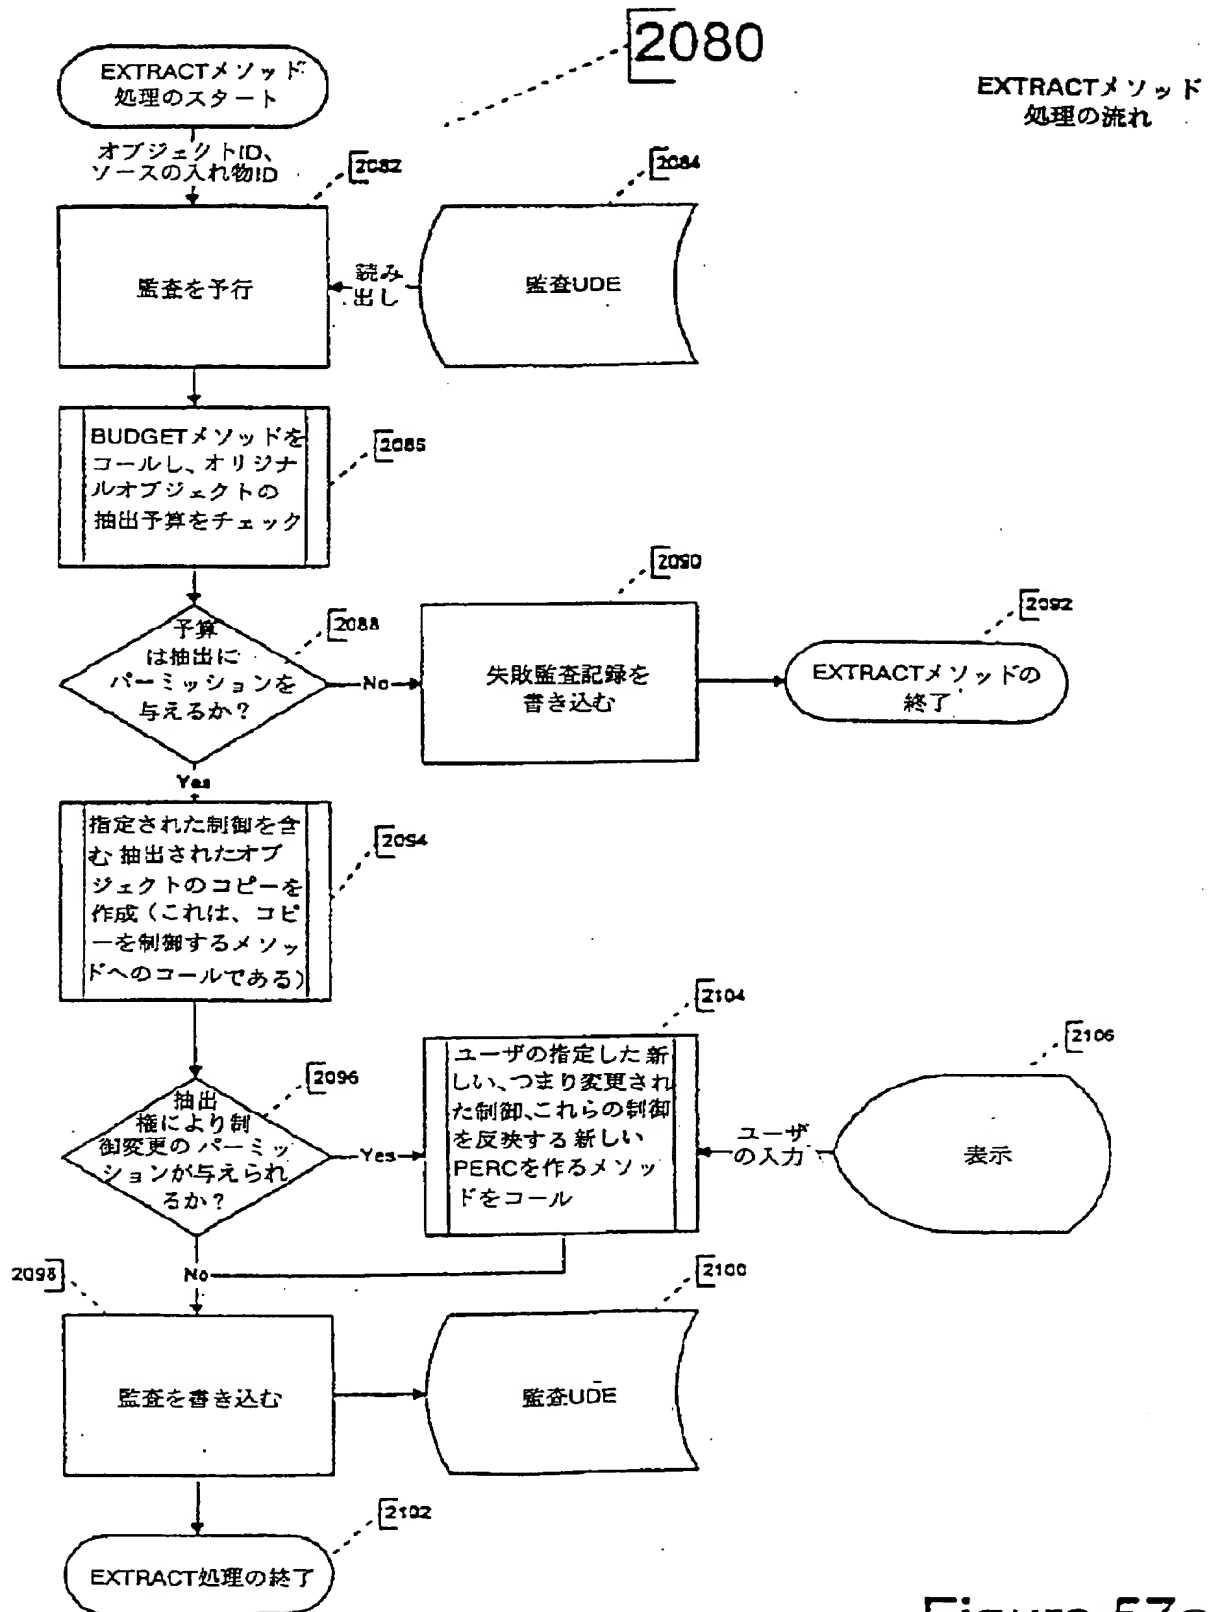 2080
EXTRACTメソッド
処理のスタート
EXTRACTメソッド
処理の流れ
オブジェクトID、
ソースの入れ物ID
2082
2084
監査を予行
読み
出し
監査UDE
BUDGETメソッドを
コールし、オリジナ
ルオブジェクトの
抽出予算をチェック
2086
予算
は抽出に
パーミッションを
与えるか?
2088
No
2090
失敗監査記録を
書き込む
2092
EXTRACTメソッドの
終了
Yes
指定された制御を含
む 抽出されたオブ
ジェクトのコピーを
作成(これは、コピ
ーを制御するメソッ
ドへのコールである)
2094
抽出
権により制
御変更の パーミッ
ションが与えられ
るか?
2096
Yes
2104
ユーザの指定した 新
しい、つまり変更され
た制御、これらの制御
を反映する 新しい
PERCを作るメソッ
ドをコール
ユーザ
の入力
2106
表示
No
2098
監査を書き込む
2100
監査UDE
2102
EXTRACT処理の終了